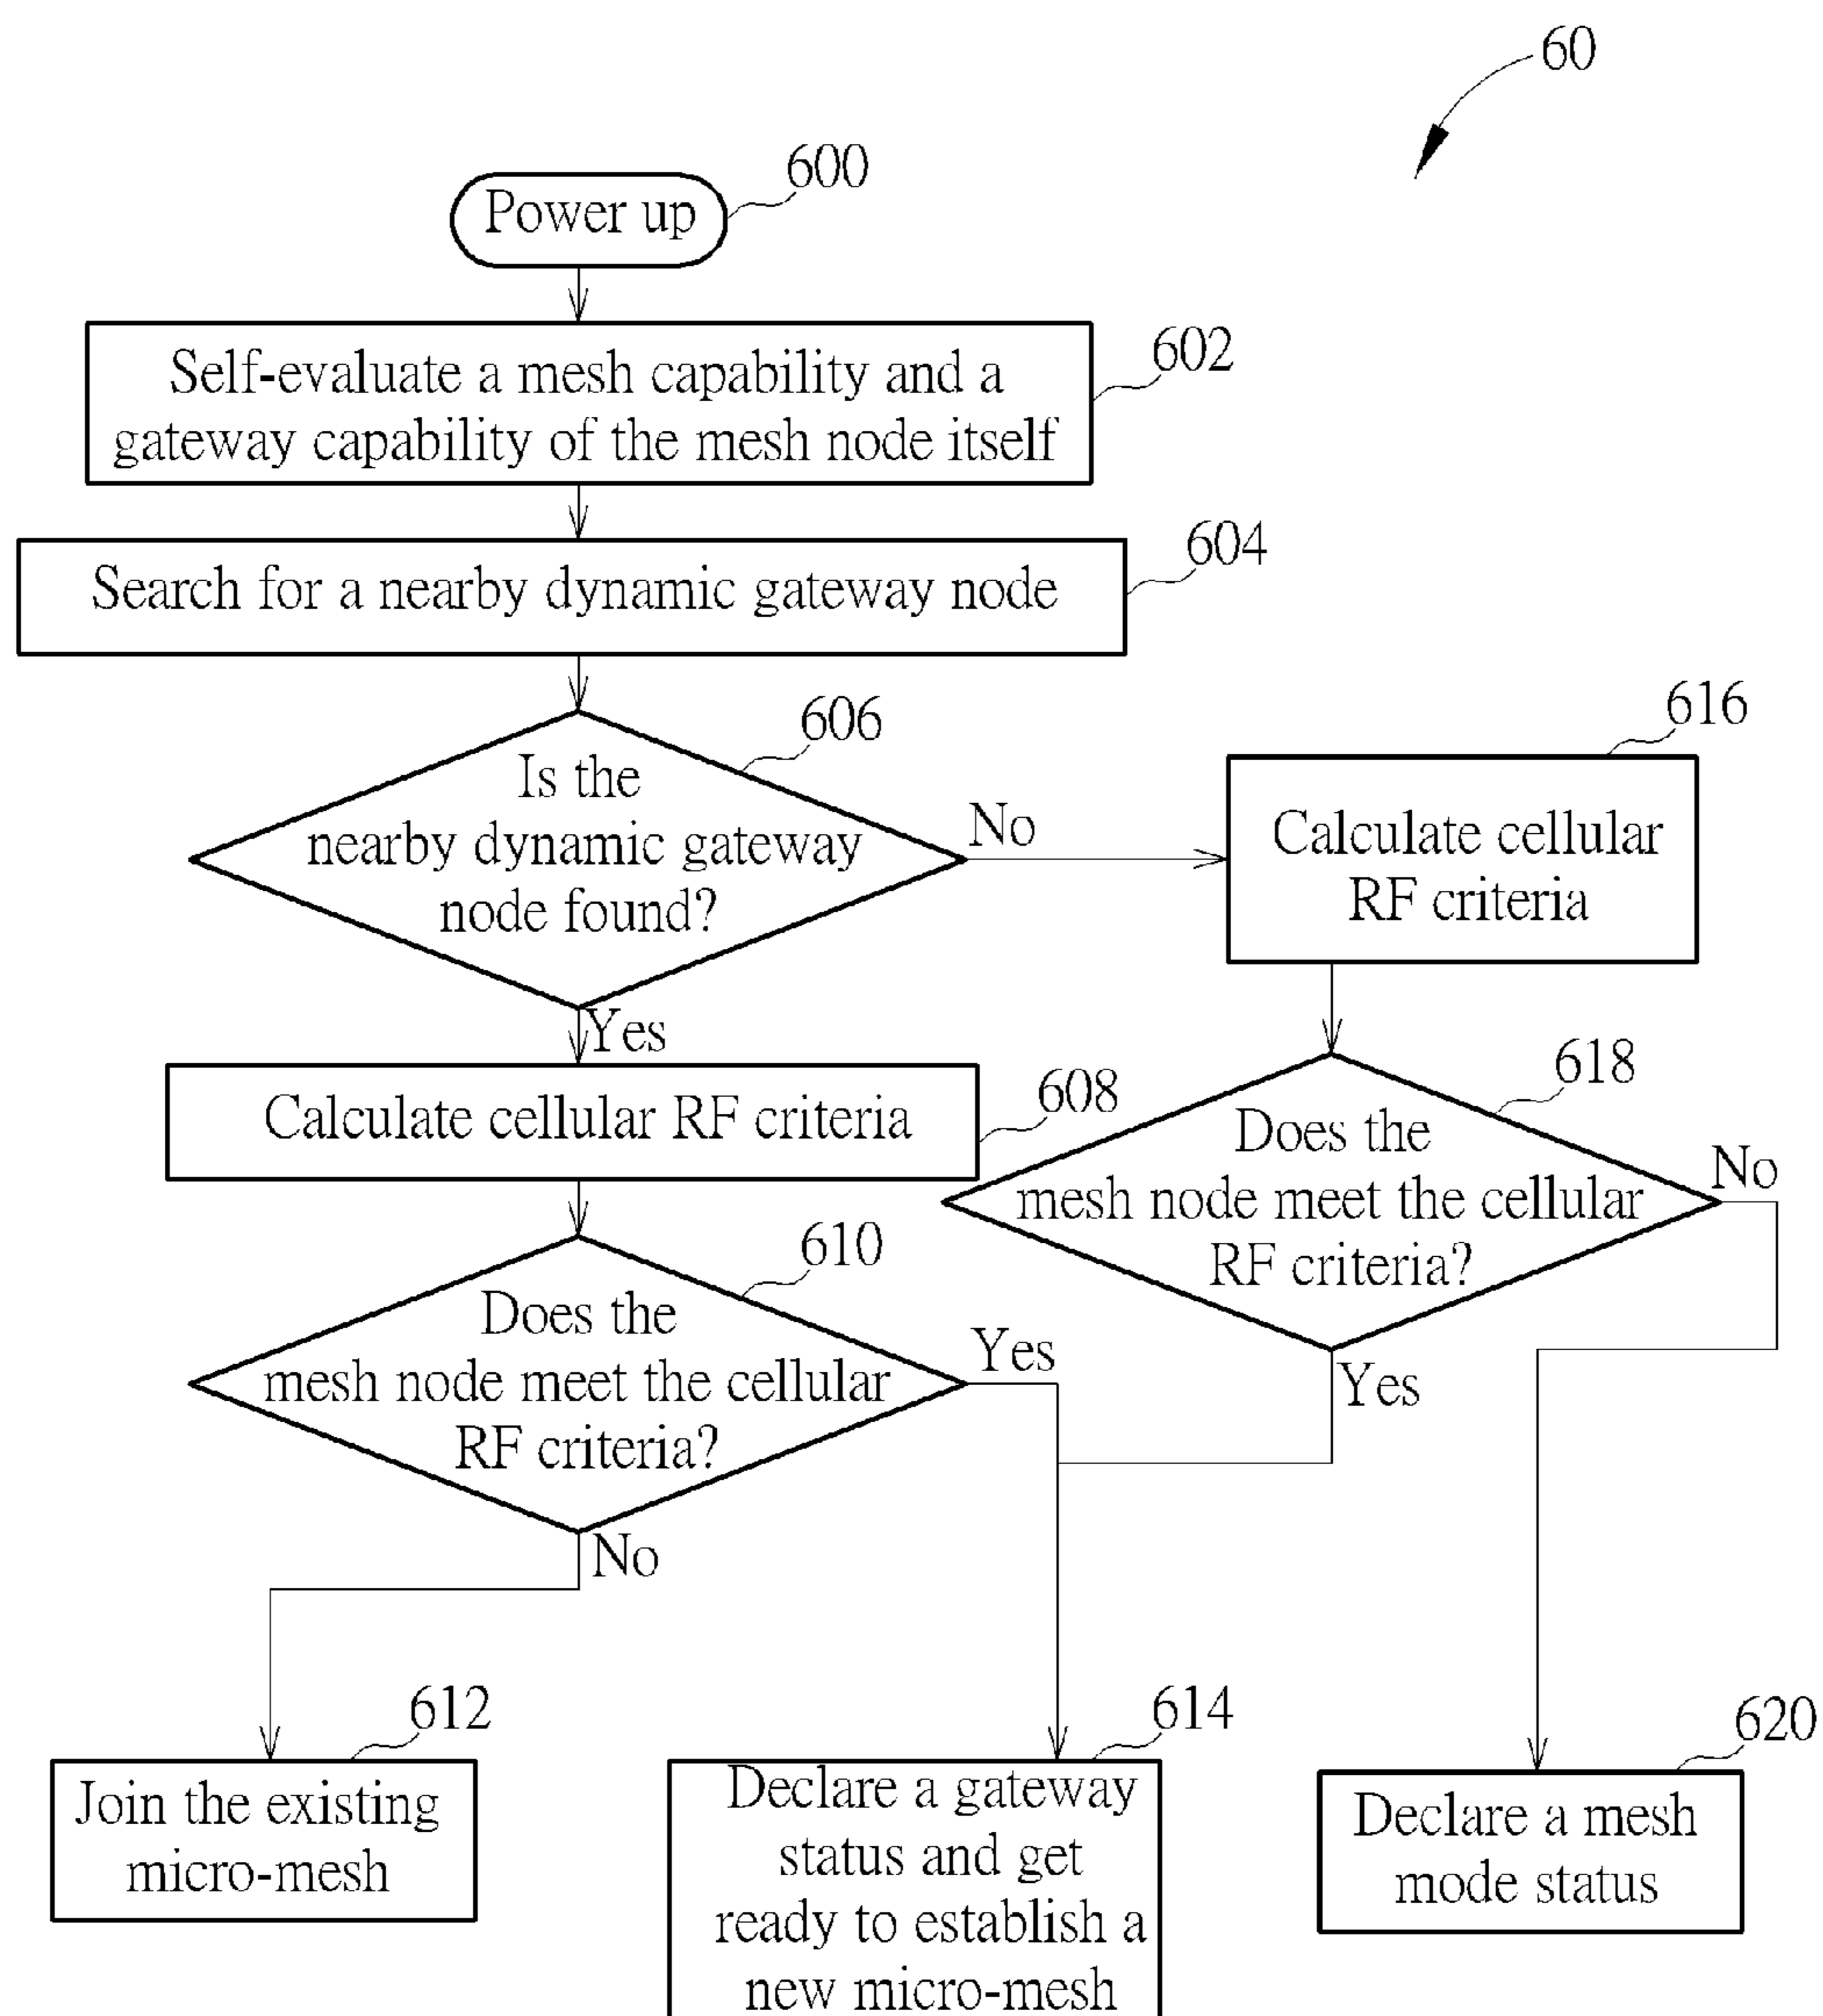 60
600
Power up
602
Self-evaluate a mesh capability and a
gateway capability of the mesh node itself
604
Search for a nearby dynamic gateway node
606
Is the
nearby dynamic gateway
node found?
No
616
Calculate cellular
RF criteria
Yes
608
Calculate cellular RF criteria
618
Does the
mesh node meet the cellular
RF criteria?
No
Yes
610
Does the
mesh node meet the cellular
RF criteria?
Yes
No
612
Join the existing
micro-mesh
614
Declare a gateway
status and get
ready to establish a
new micro-mesh
620
Declare a mesh
mode status